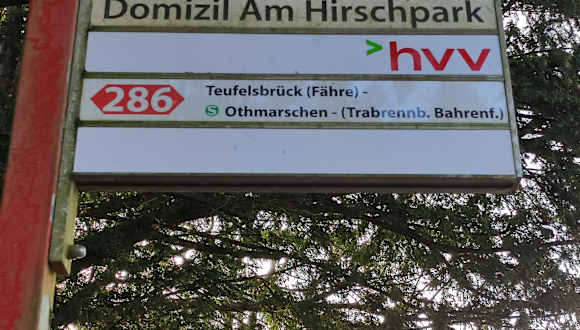 Domizil Am Hirschpark
hvv
286
Teufelsbrück (Fähre) -
S Othmarschen - (Trabrennb. Bahrenf.)